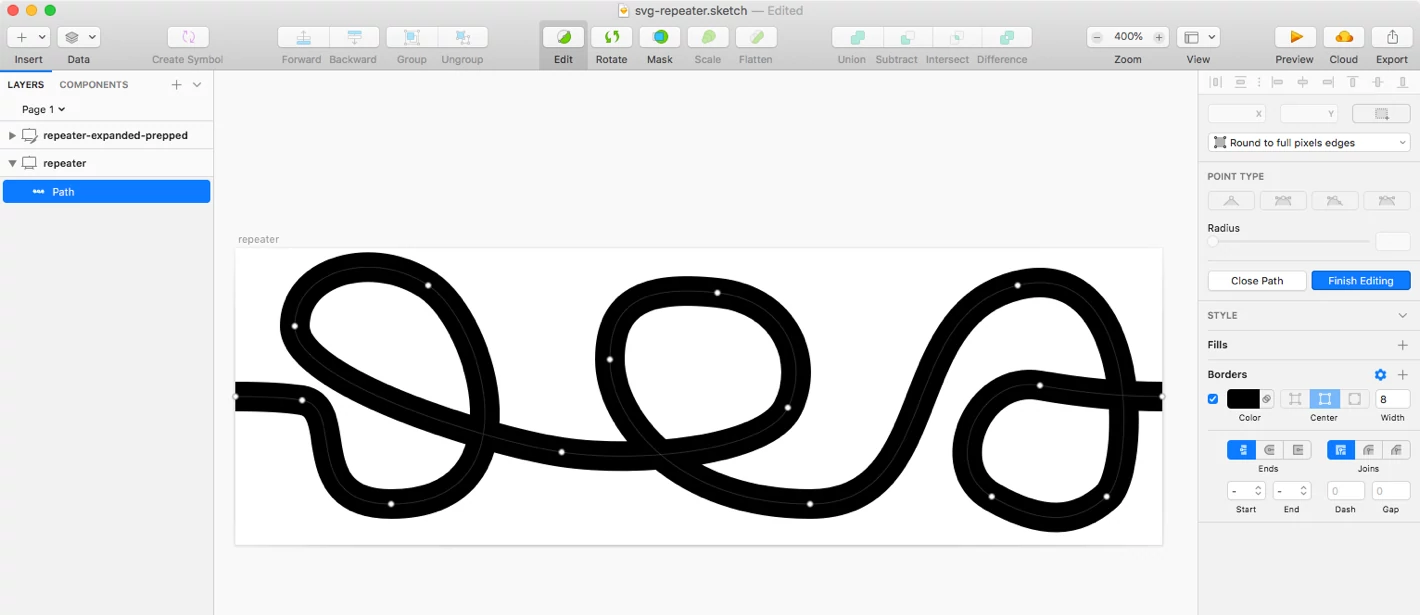 svg-repeater.sketch — Edited
Insert Data Create Symbol Forward Backward Group Ungroup Edit Rotate Mask Scale Flatten Union Subtract Intersect Difference 400% Zoom View Preview Cloud Export
LAYERS COMPONENTS
Page 1
repeater-expanded-prepped
repeater
Path
repeater
X Y
Round to full pixels edges
POINT TYPE
Radius
Close Path Finish Editing
STYLE
Fills
Borders
8
Color Center Width
Ends Joins
- - 0 0
Start End Dash Gap